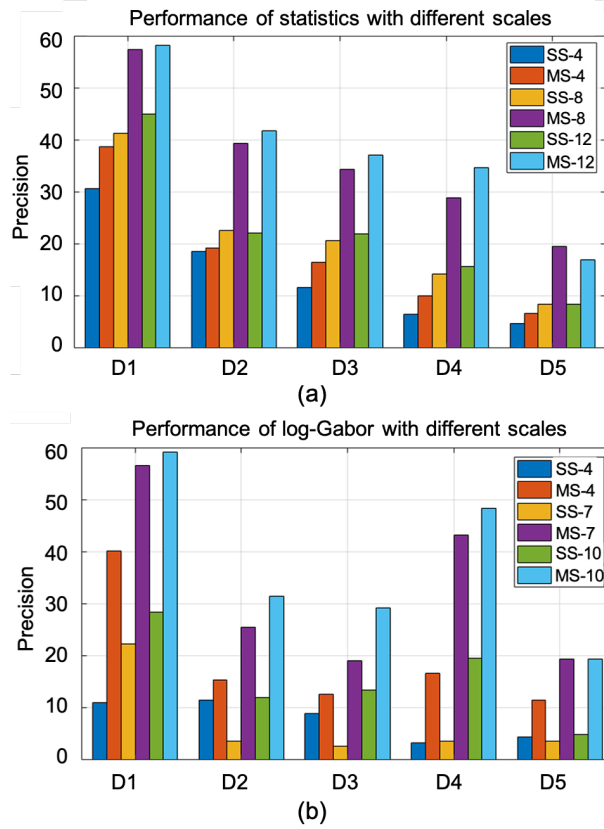 Performance of statistics with different scales
60
50
40
30
20
10
0
Precision
SS-4
MS-4
SS-8
MS-8
SS-12
MS-12
D1 D2 D3 D4 D5
(a)
Performance of log-Gabor with different scales
60
50
40
30
20
10
0
Precision
SS-4
MS-4
SS-7
MS-7
SS-10
MS-10
D1 D2 D3 D4 D5
(b)